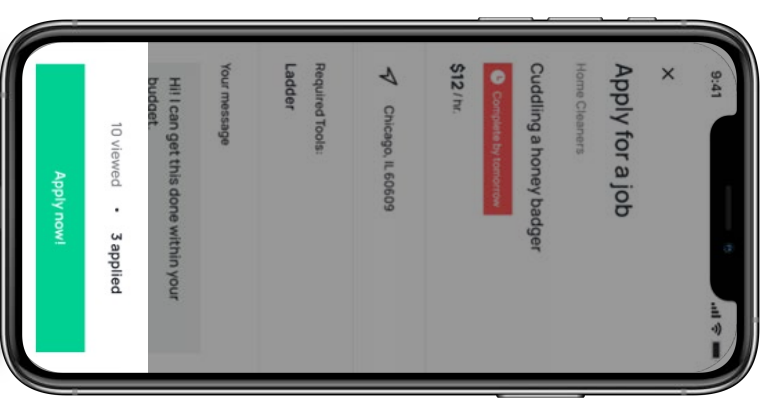 9:41
Apply for a job
Home Cleaners
Cuddling a honey badger
Complete by tomorrow
$12 / hr.
Chicago, IL 60609
Required Tools:
Ladder
Your message
Hi! I can get this done within your
budget.
10 viewed • 3 applied
Apply now!